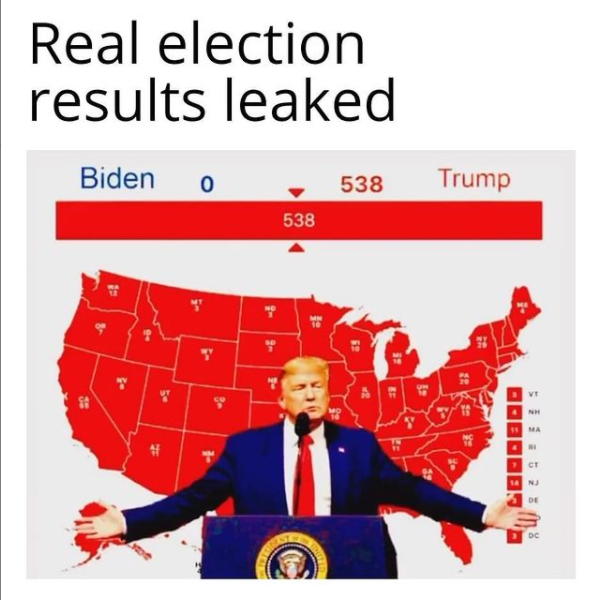 Real election
results leaked
Biden 0 538 Trump
538
WA
12
MT
3
ND
3
MN
10
ME
4
OR
7
ID
4
SD
3
WI
10
MI
16
NY
29
WY
3
PA
20
NV
6
UT
6
CO
9
NE
IL
20
IN
11
OH
18
CA
55
MO
10
KY
WV
5
VA
13
AZ
11
NM
5
TN
11
NC
15
SC
9
GA
16
3 VT
4 NH
11 MA
4 RI
7 CT
14 NJ
3 DE
3 DC